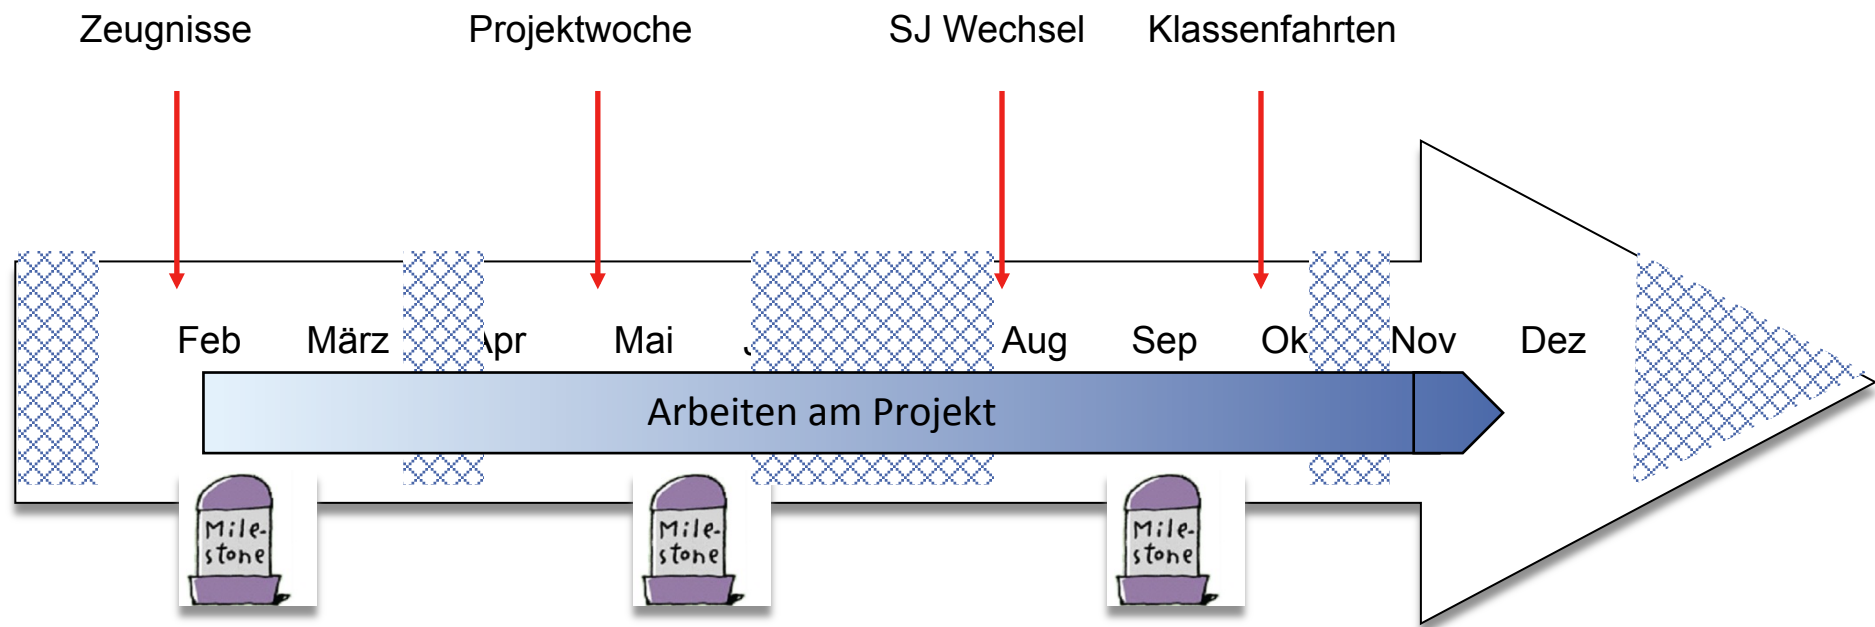 Zeugnisse Projektwoche SJ Wechsel Klassenfahrten
Feb März Apr Mai Aug Sep Ok Nov Dez
Arbeiten am Projekt
Mile-
stone
Mile-
stone
Mile-
stone